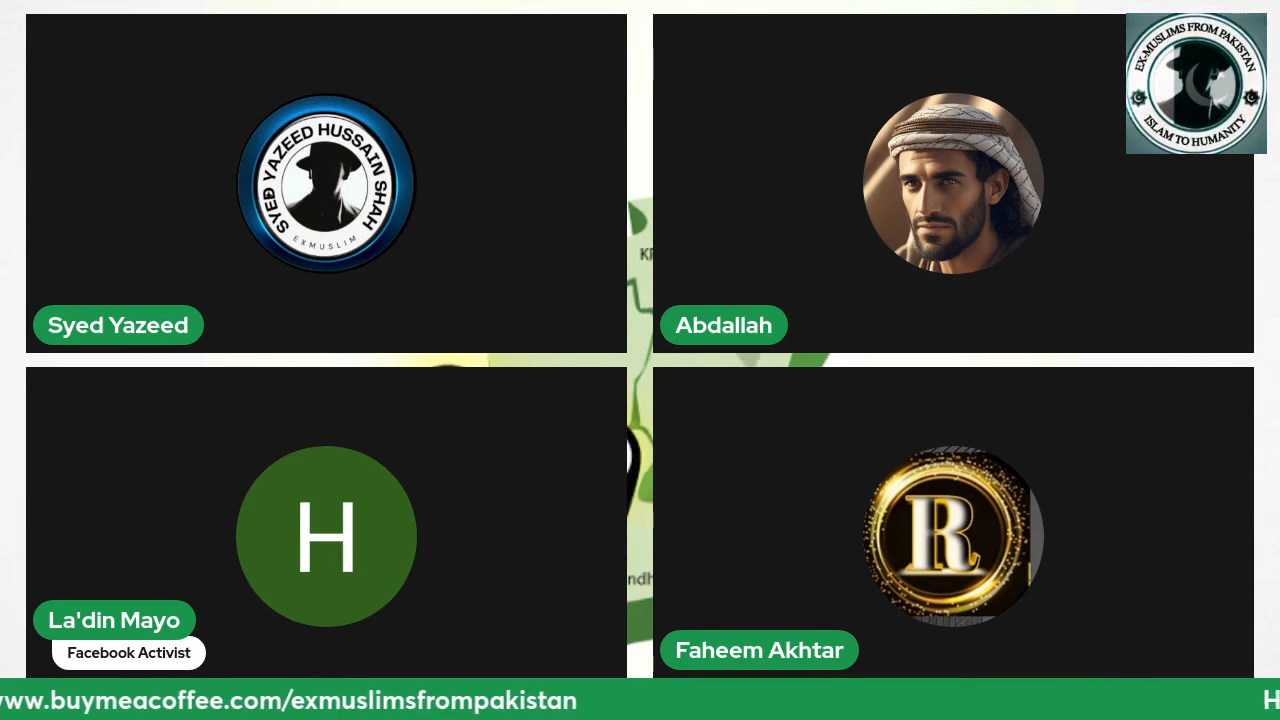 EX-MUSLIMS FROM PAKISTAN
ISLAM TO HUMANITY
SYED YAZEED HUSSAIN SHAH
EXMUSLIM
Syed Yazeed
Abdallah
H
La'din Mayo
Facebook Activist
R
Faheem Akhtar
www.buymeacoffee.com/exmuslimsfrompakistan
H